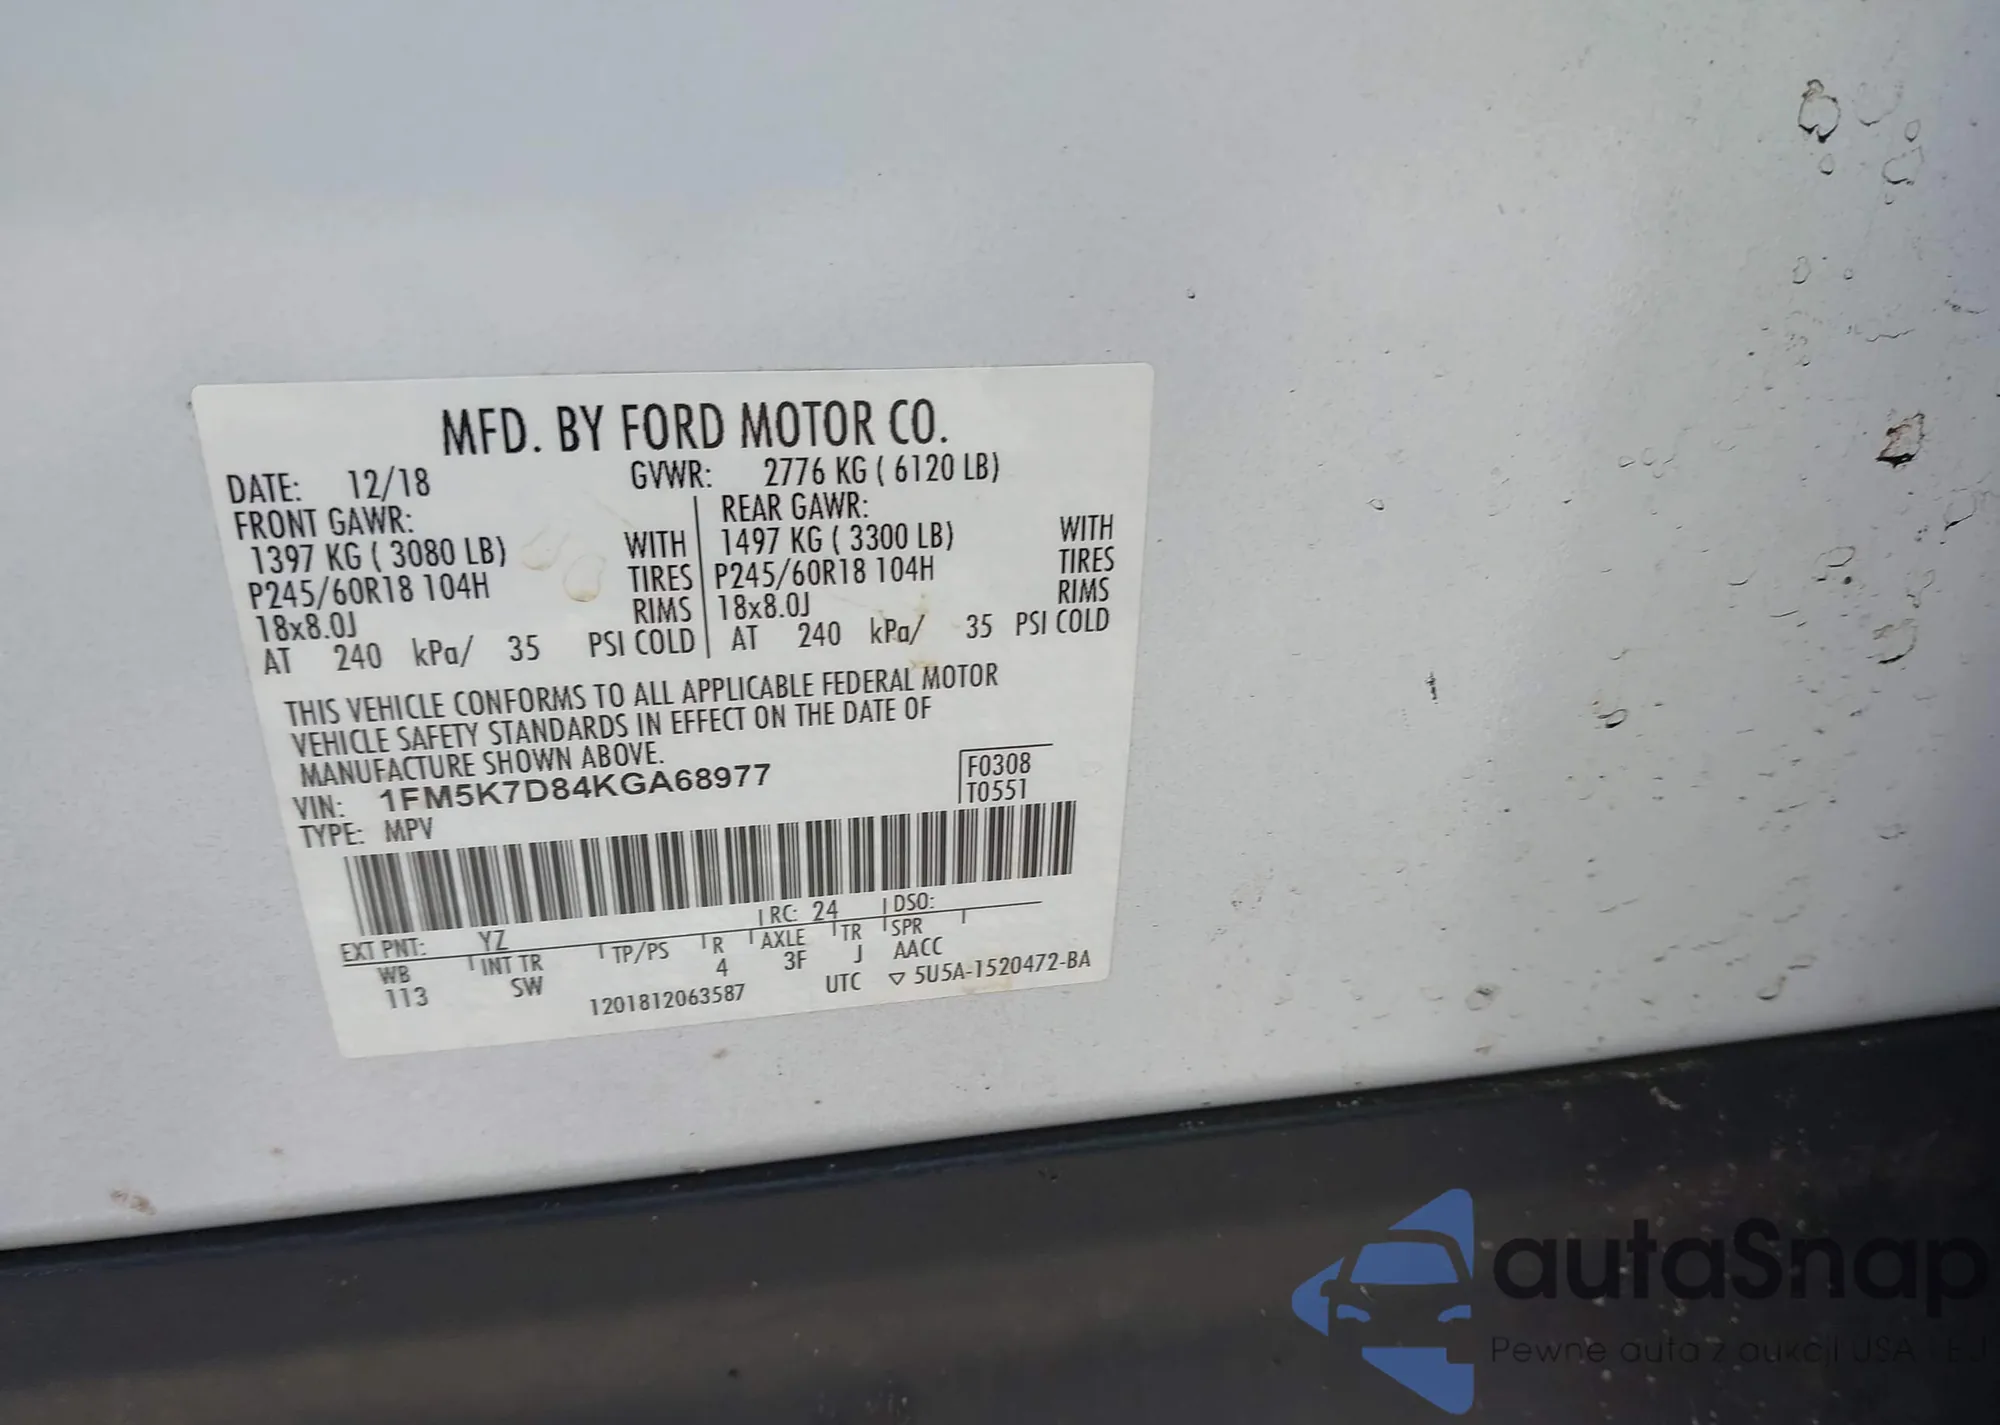 MFD. BY FORD MOTOR CO.
DATE: 12/18 GVWR: 2776 KG ( 6120 LB)
FRONT GAWR: REAR GAWR:
1397 KG ( 3080 LB) WITH 1497 KG ( 3300 LB) WITH
P245/60R18 104H TIRES P245/60R18 104H TIRES
18x8.0J RIMS 18x8.0J RIMS
AT 240 kPa/ 35 PSI COLD AT 240 kPa/ 35 PSI COLD
THIS VEHICLE CONFORMS TO ALL APPLICABLE FEDERAL MOTOR
VEHICLE SAFETY STANDARDS IN EFFECT ON THE DATE OF
MANUFACTURE SHOWN ABOVE.
VIN: 1FM5K7D84KGA68977 F0308
TYPE: MPV T0551
EXT PNT: YZ RC: 24 DSO:
WB INT TR TP/PS R AXLE TR SPR
113 SW 4 3F J AACC
1201812063587 UTC ▽ 5U5A-1520472-BA
autaSnap
Pewne auta z aukcji USA